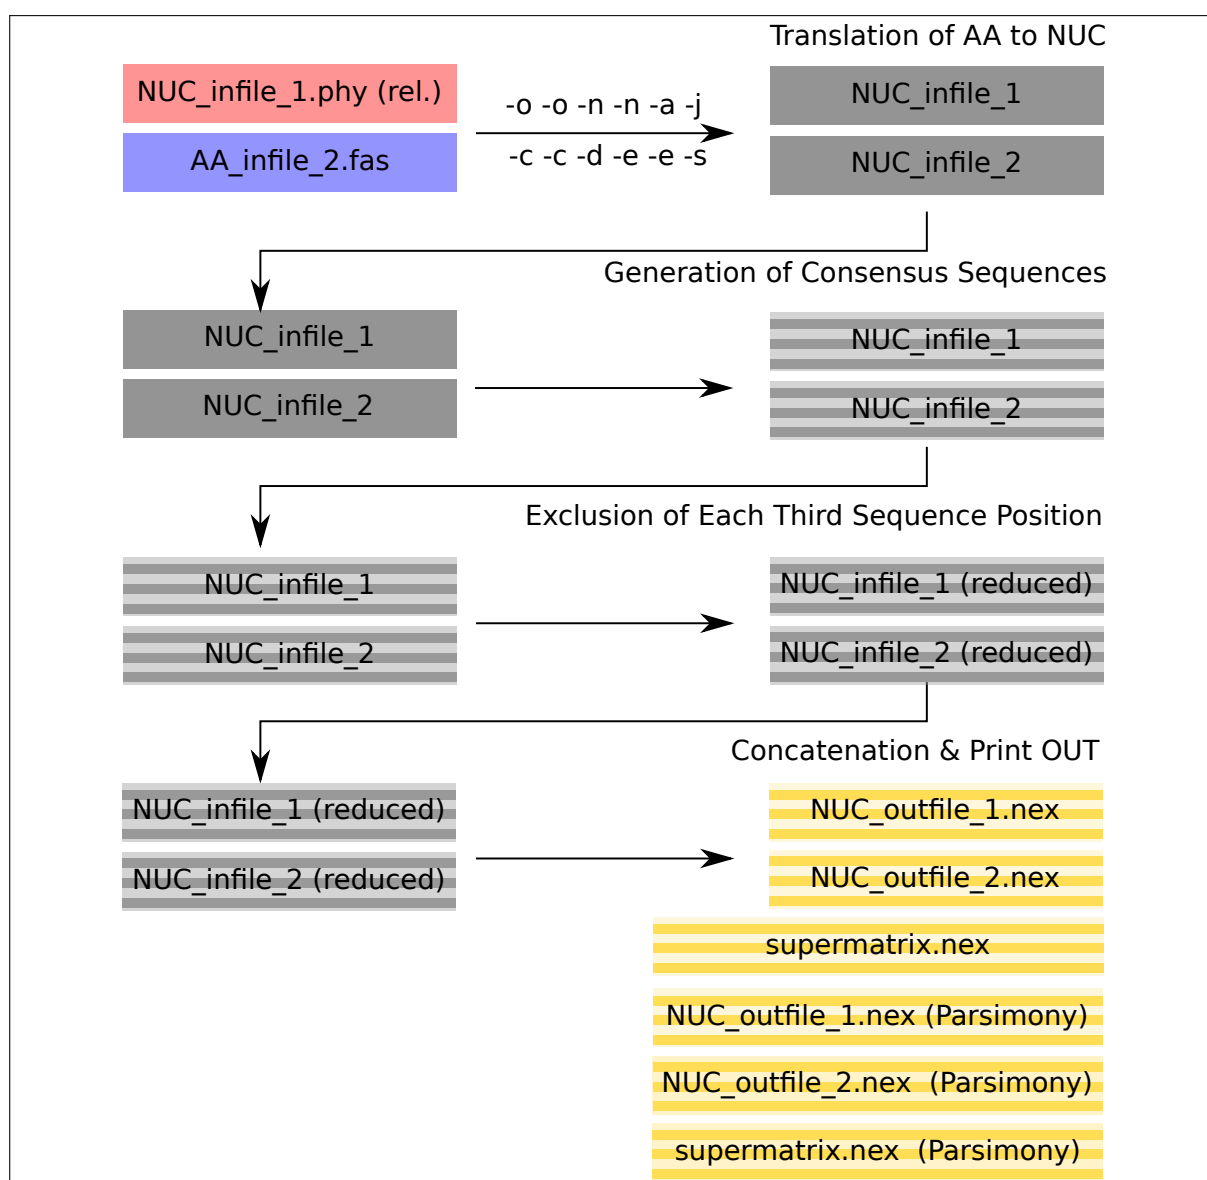 Translation of AA to NUC
NUC_infile_1.phy (rel.)
AA_infile_2.fas
-o -o -n -n -a -j
-c -c -d -e -e -s
NUC_infile_1
NUC_infile_2
Generation of Consensus Sequences
NUC_infile_1
NUC_infile_2
NUC_infile_1
NUC_infile_2
Exclusion of Each Third Sequence Position
NUC_infile_1
NUC_infile_2
NUC_infile_1 (reduced)
NUC_infile_2 (reduced)
Concatenation & Print OUT
NUC_infile_1 (reduced)
NUC_infile_2 (reduced)
NUC_outfile_1.nex
NUC_outfile_2.nex
supermatrix.nex
NUC_outfile_1.nex (Parsimony)
NUC_outfile_2.nex  (Parsimony)
supermatrix.nex  (Parsimony)